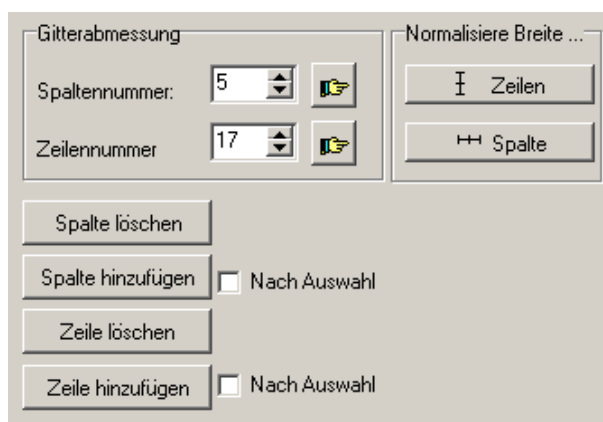 Gitterabmessung
Spaltennummer: 5
Zeilennummer 17
Normalisiere Breite ...
Zeilen
Spalte
Spalte löschen
Spalte hinzufügen Nach Auswahl
Zeile löschen
Zeile hinzufügen Nach Auswahl